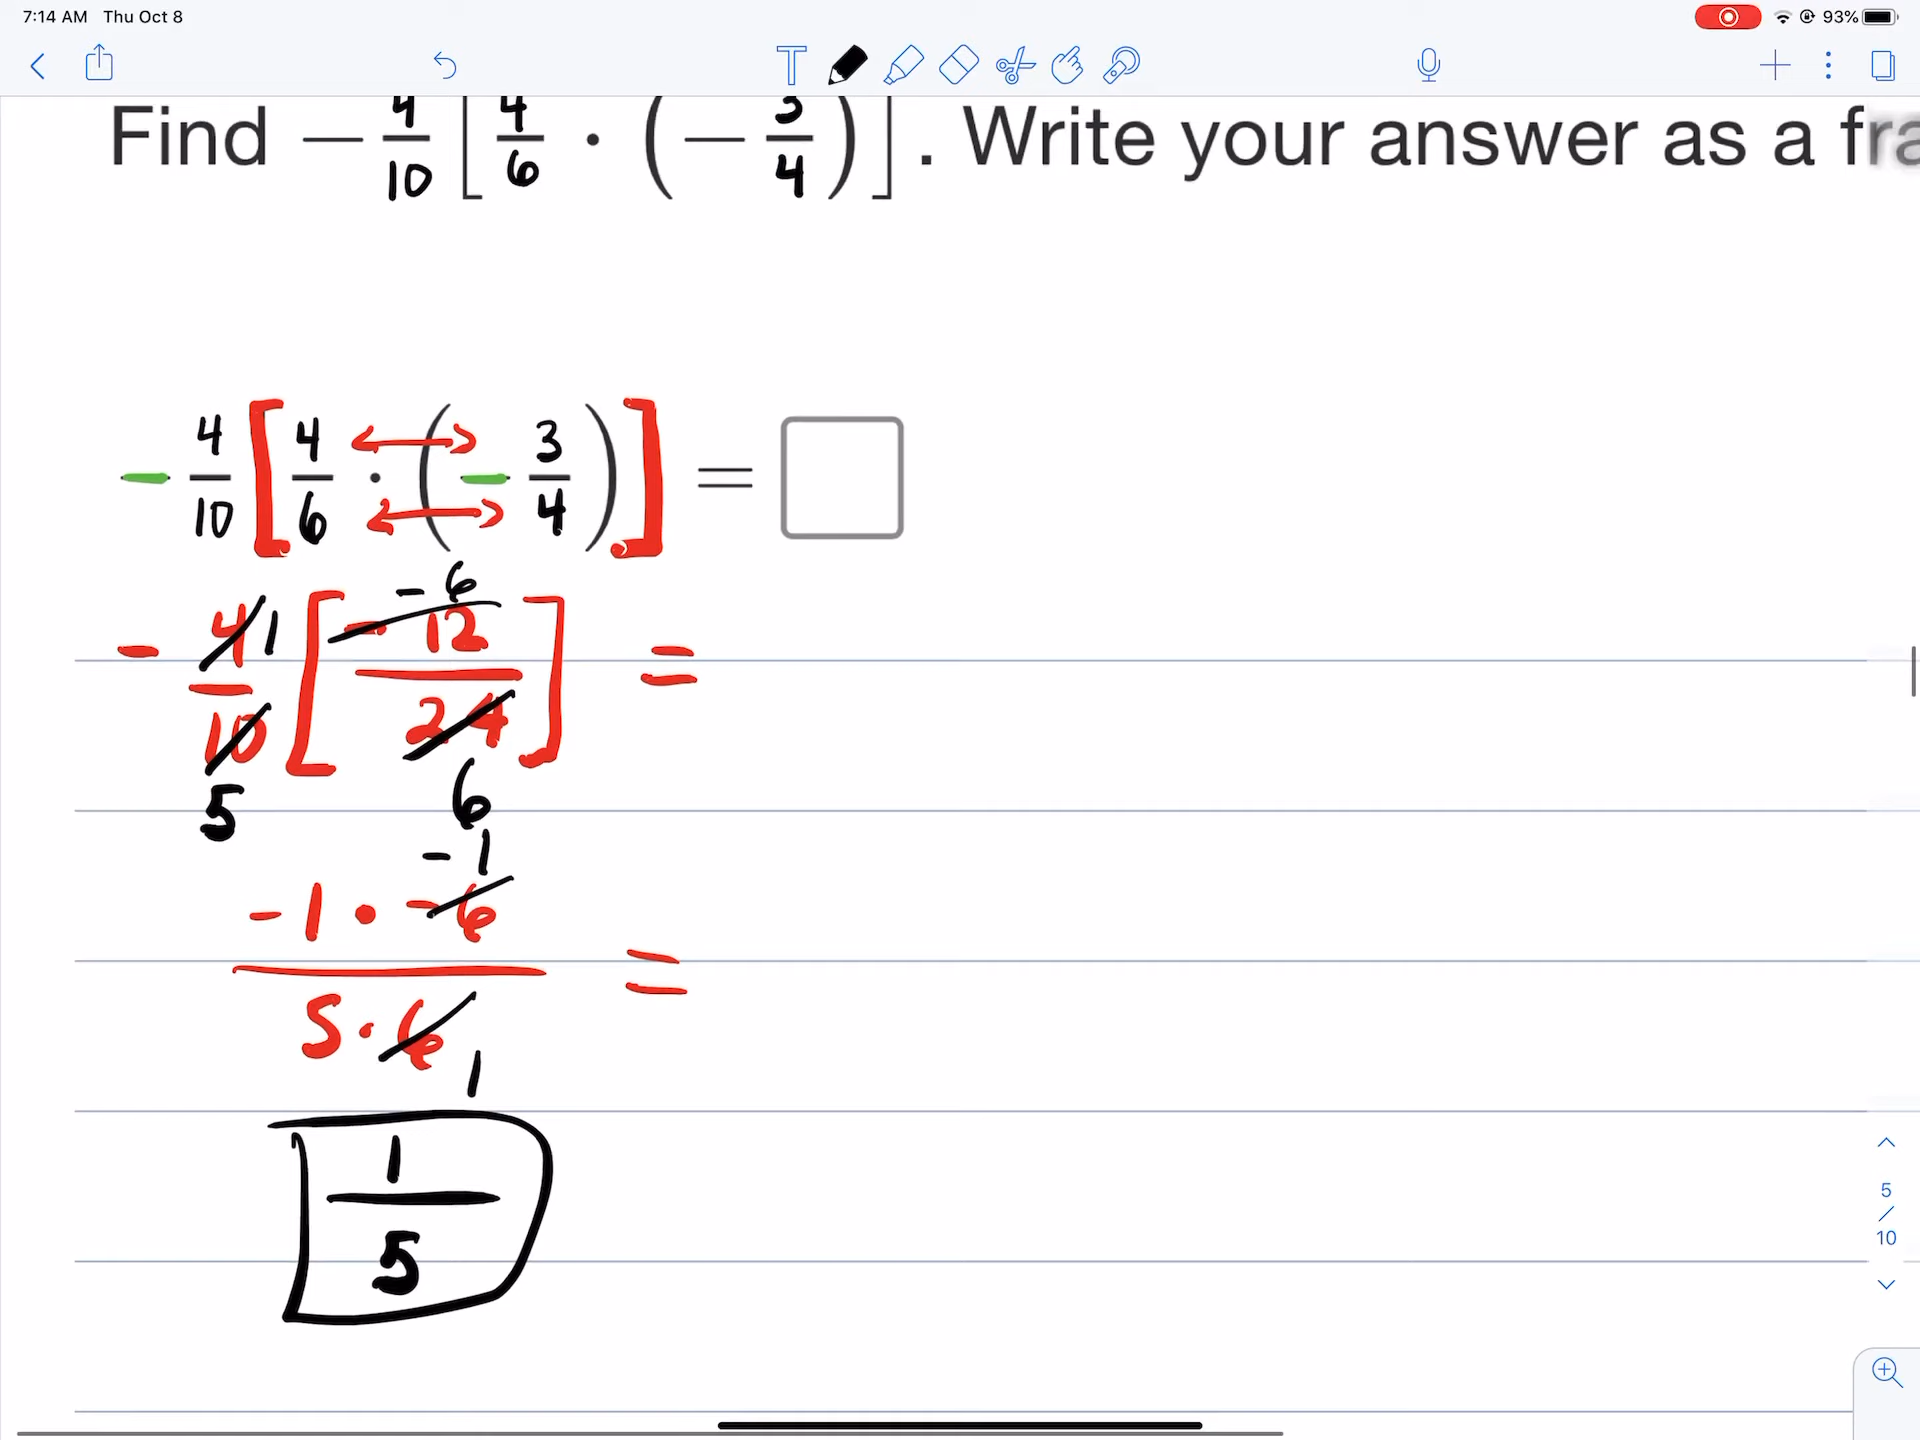 7:14 AM Thu Oct 8 93%
T
Find − 4/10 [ 4/6 · ( − 3/4 ) ] . Write your answer as a fra
− 4/10 [ 4/6 · ( − 3/4 ) ] =
− 6
− 4/10 1 [ − 12/24 ] =
5 6
− 1
− 1 · − 6
=
5 · 6
1
1
5
5
/
10